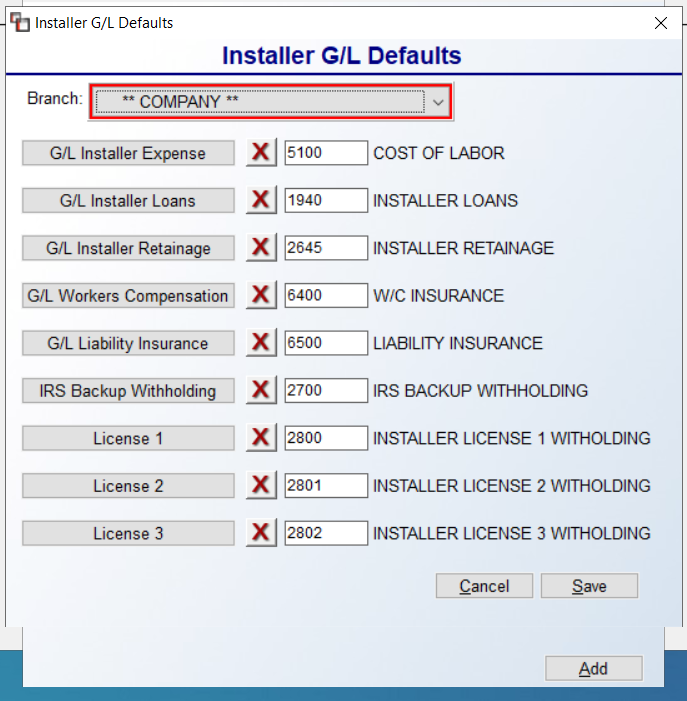 Installer G/L Defaults
Installer G/L Defaults
Branch: ** COMPANY **
G/L Installer Expense X 5100 COST OF LABOR
G/L Installer Loans X 1940 INSTALLER LOANS
G/L Installer Retainage X 2645 INSTALLER RETAINAGE
G/L Workers Compensation X 6400 W/C INSURANCE
G/L Liability Insurance X 6500 LIABILITY INSURANCE
IRS Backup Withholding X 2700 IRS BACKUP WITHHOLDING
License 1 X 2800 INSTALLER LICENSE 1 WITHOLDING
License 2 X 2801 INSTALLER LICENSE 2 WITHOLDING
License 3 X 2802 INSTALLER LICENSE 3 WITHOLDING
Cancel Save
Add